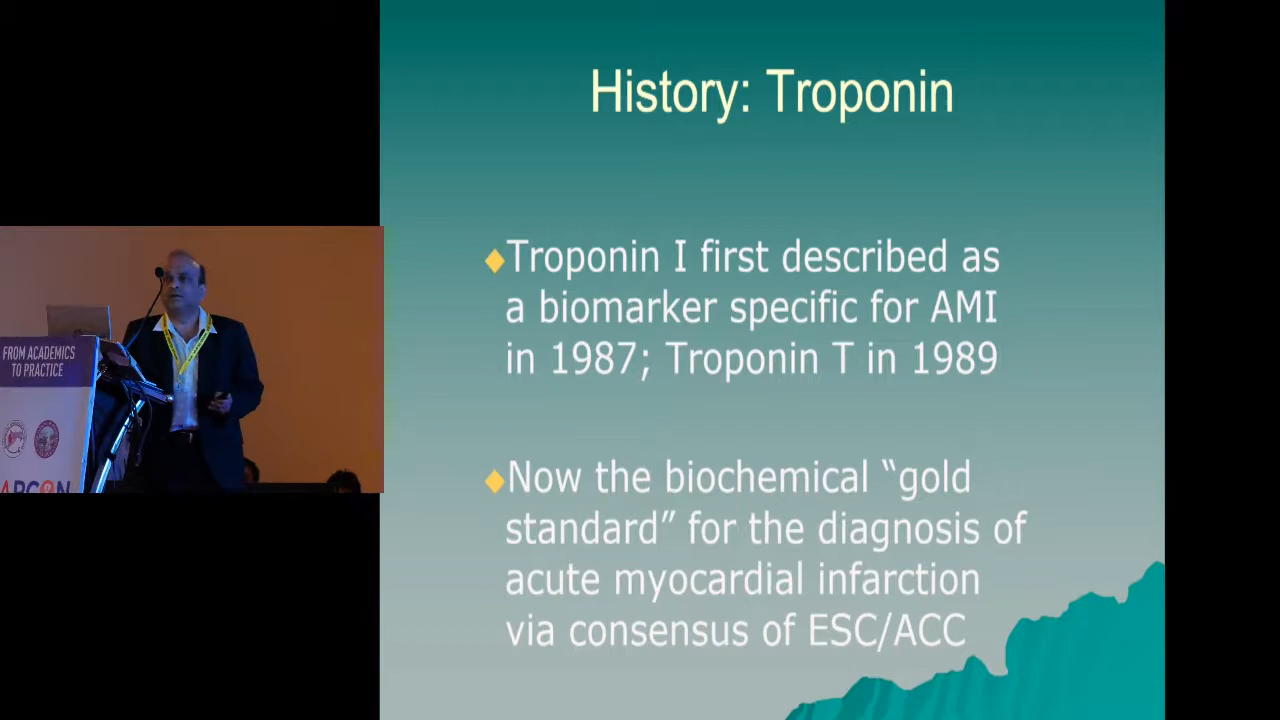 History: Troponin
Troponin I first described as
a biomarker specific for AMI
in 1987; Troponin T in 1989
Now the biochemical “gold
standard” for the diagnosis of
acute myocardial infarction
via consensus of ESC/ACC
FROM ACADEMICS
TO PRACTICE